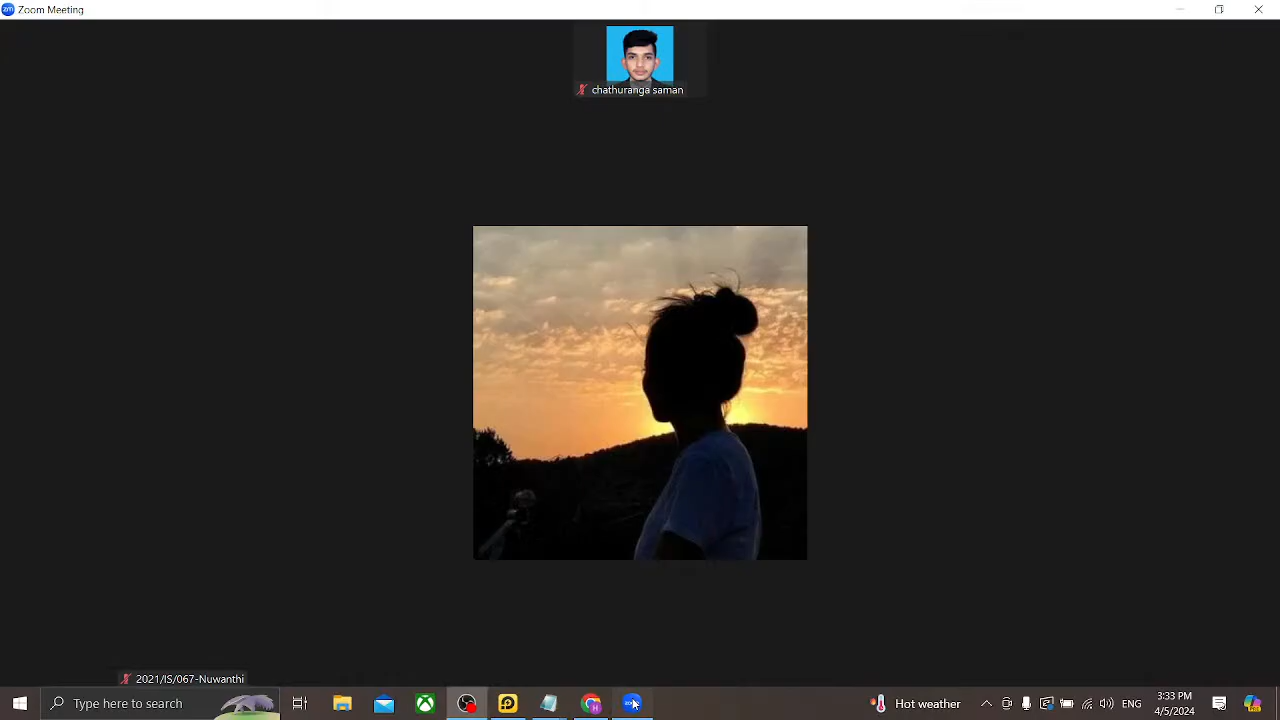 Zoom Meeting
chathuranga saman
2021/IS/067-Nuwanthi
Type here to search
Hot weather
ENG
3:33 PM
4/5/2024